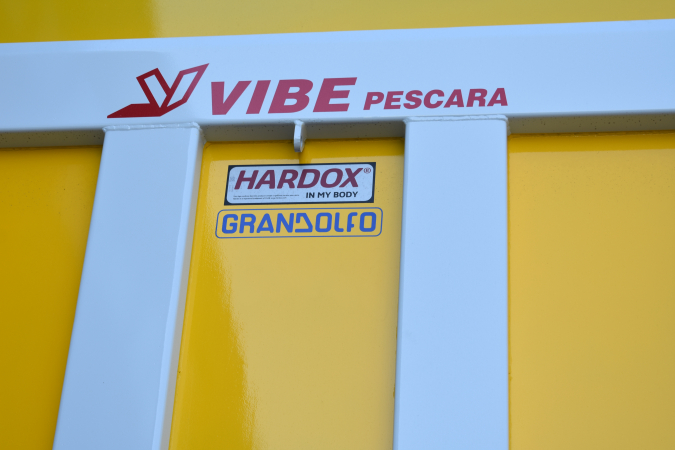 VIBE PESCARA
HARDOX®
IN MY BODY
GRANDOLFO